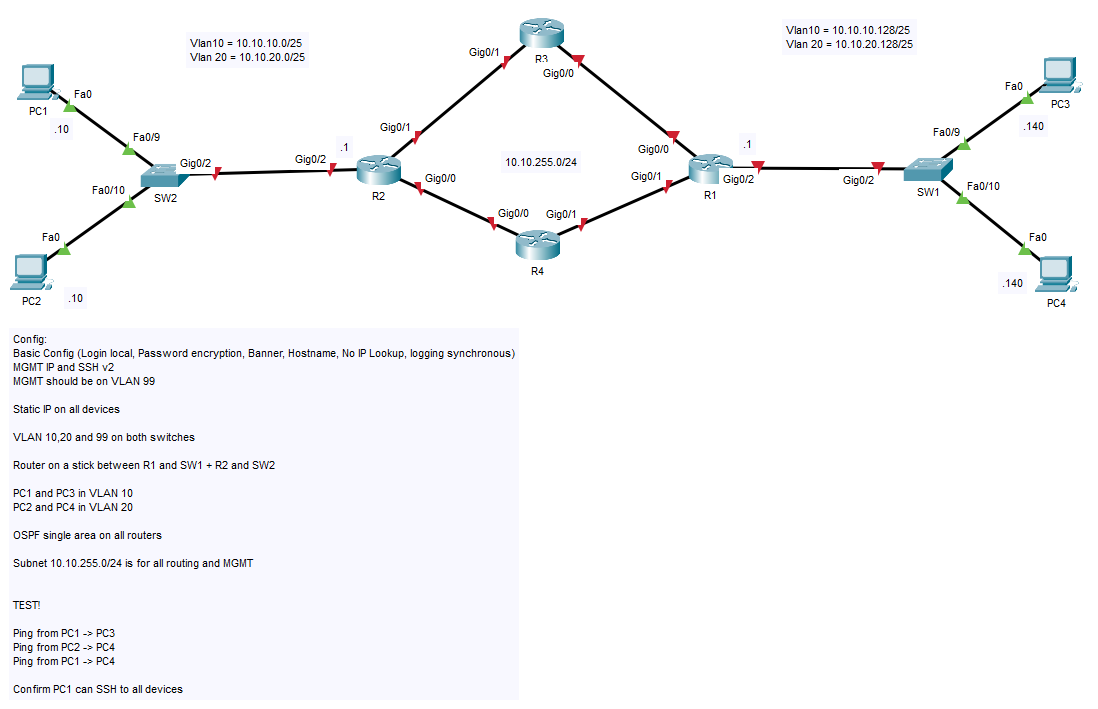 Vlan10 = 10.10.10.0/25
Vlan 20 = 10.10.20.0/25
Vlan10 = 10.10.10.128/25
Vlan 20 = 10.10.20.128/25
R3
Gig0/1
Gig0/0
PC1
Fa0
.10
Fa0/9
Gig0/2
SW2
Fa0/10
Fa0
PC2
.10
Gig0/2
.1
Gig0/1
R2
Gig0/0
10.10.255.0/24
Gig0/0
Gig0/1
R4
Gig0/0
Gig0/1
.1
R1
Gig0/2
Gig0/2
SW1
Fa0/9
Fa0
PC3
.140
Fa0/10
Fa0
.140
PC4
Config:
Basic Config (Login local, Password encryption, Banner, Hostname, No IP Lookup, logging synchronous)
MGMT IP and SSH v2
MGMT should be on VLAN 99
Static IP on all devices
VLAN 10,20 and 99 on both switches
Router on a stick between R1 and SW1 + R2 and SW2
PC1 and PC3 in VLAN 10
PC2 and PC4 in VLAN 20
OSPF single area on all routers
Subnet 10.10.255.0/24 is for all routing and MGMT
TEST!
Ping from PC1 -> PC3
Ping from PC2 -> PC4
Ping from PC1 -> PC4
Confirm PC1 can SSH to all devices